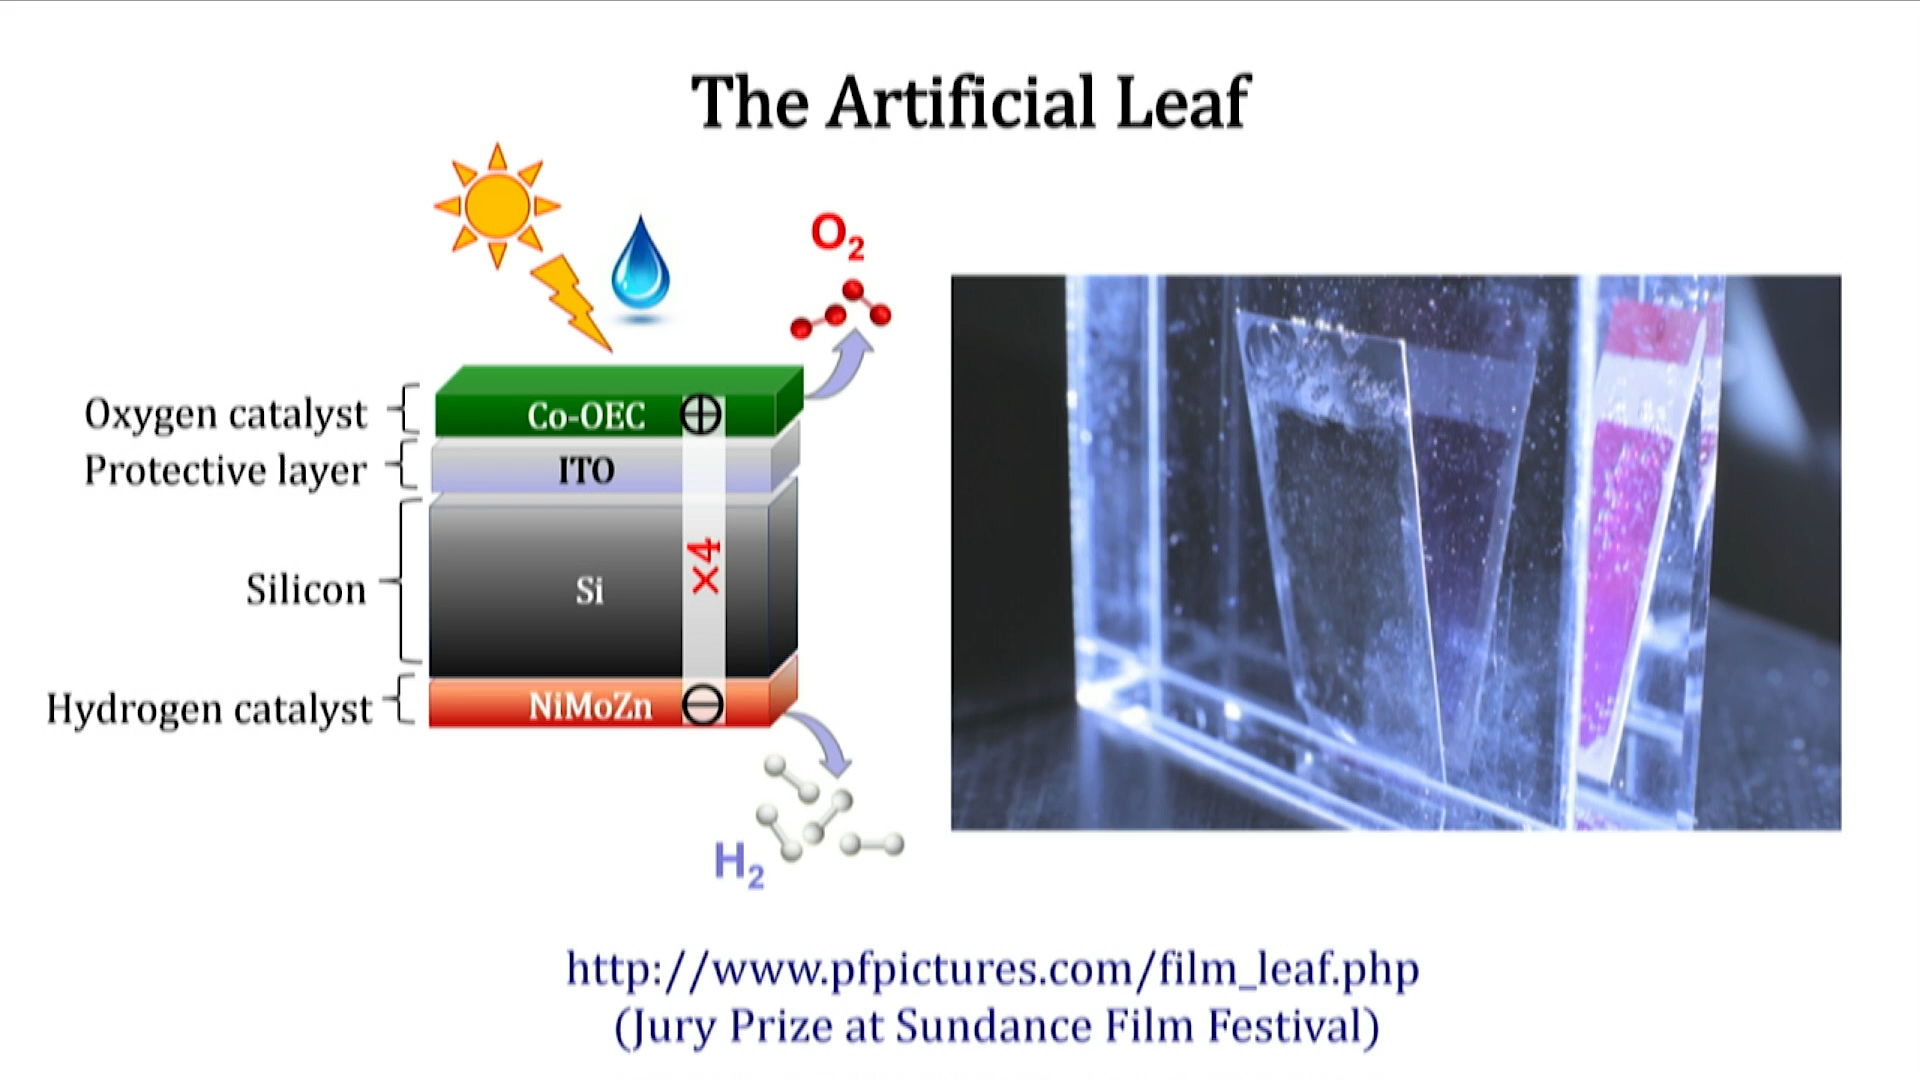 The Artificial Leaf
O2
Oxygen catalyst
Co-OEC
Protective layer
ITO
Silicon
Si
×4
Hydrogen catalyst
NiMoZn
H2
http://www.pfpictures.com/film_leaf.php
(Jury Prize at Sundance Film Festival)